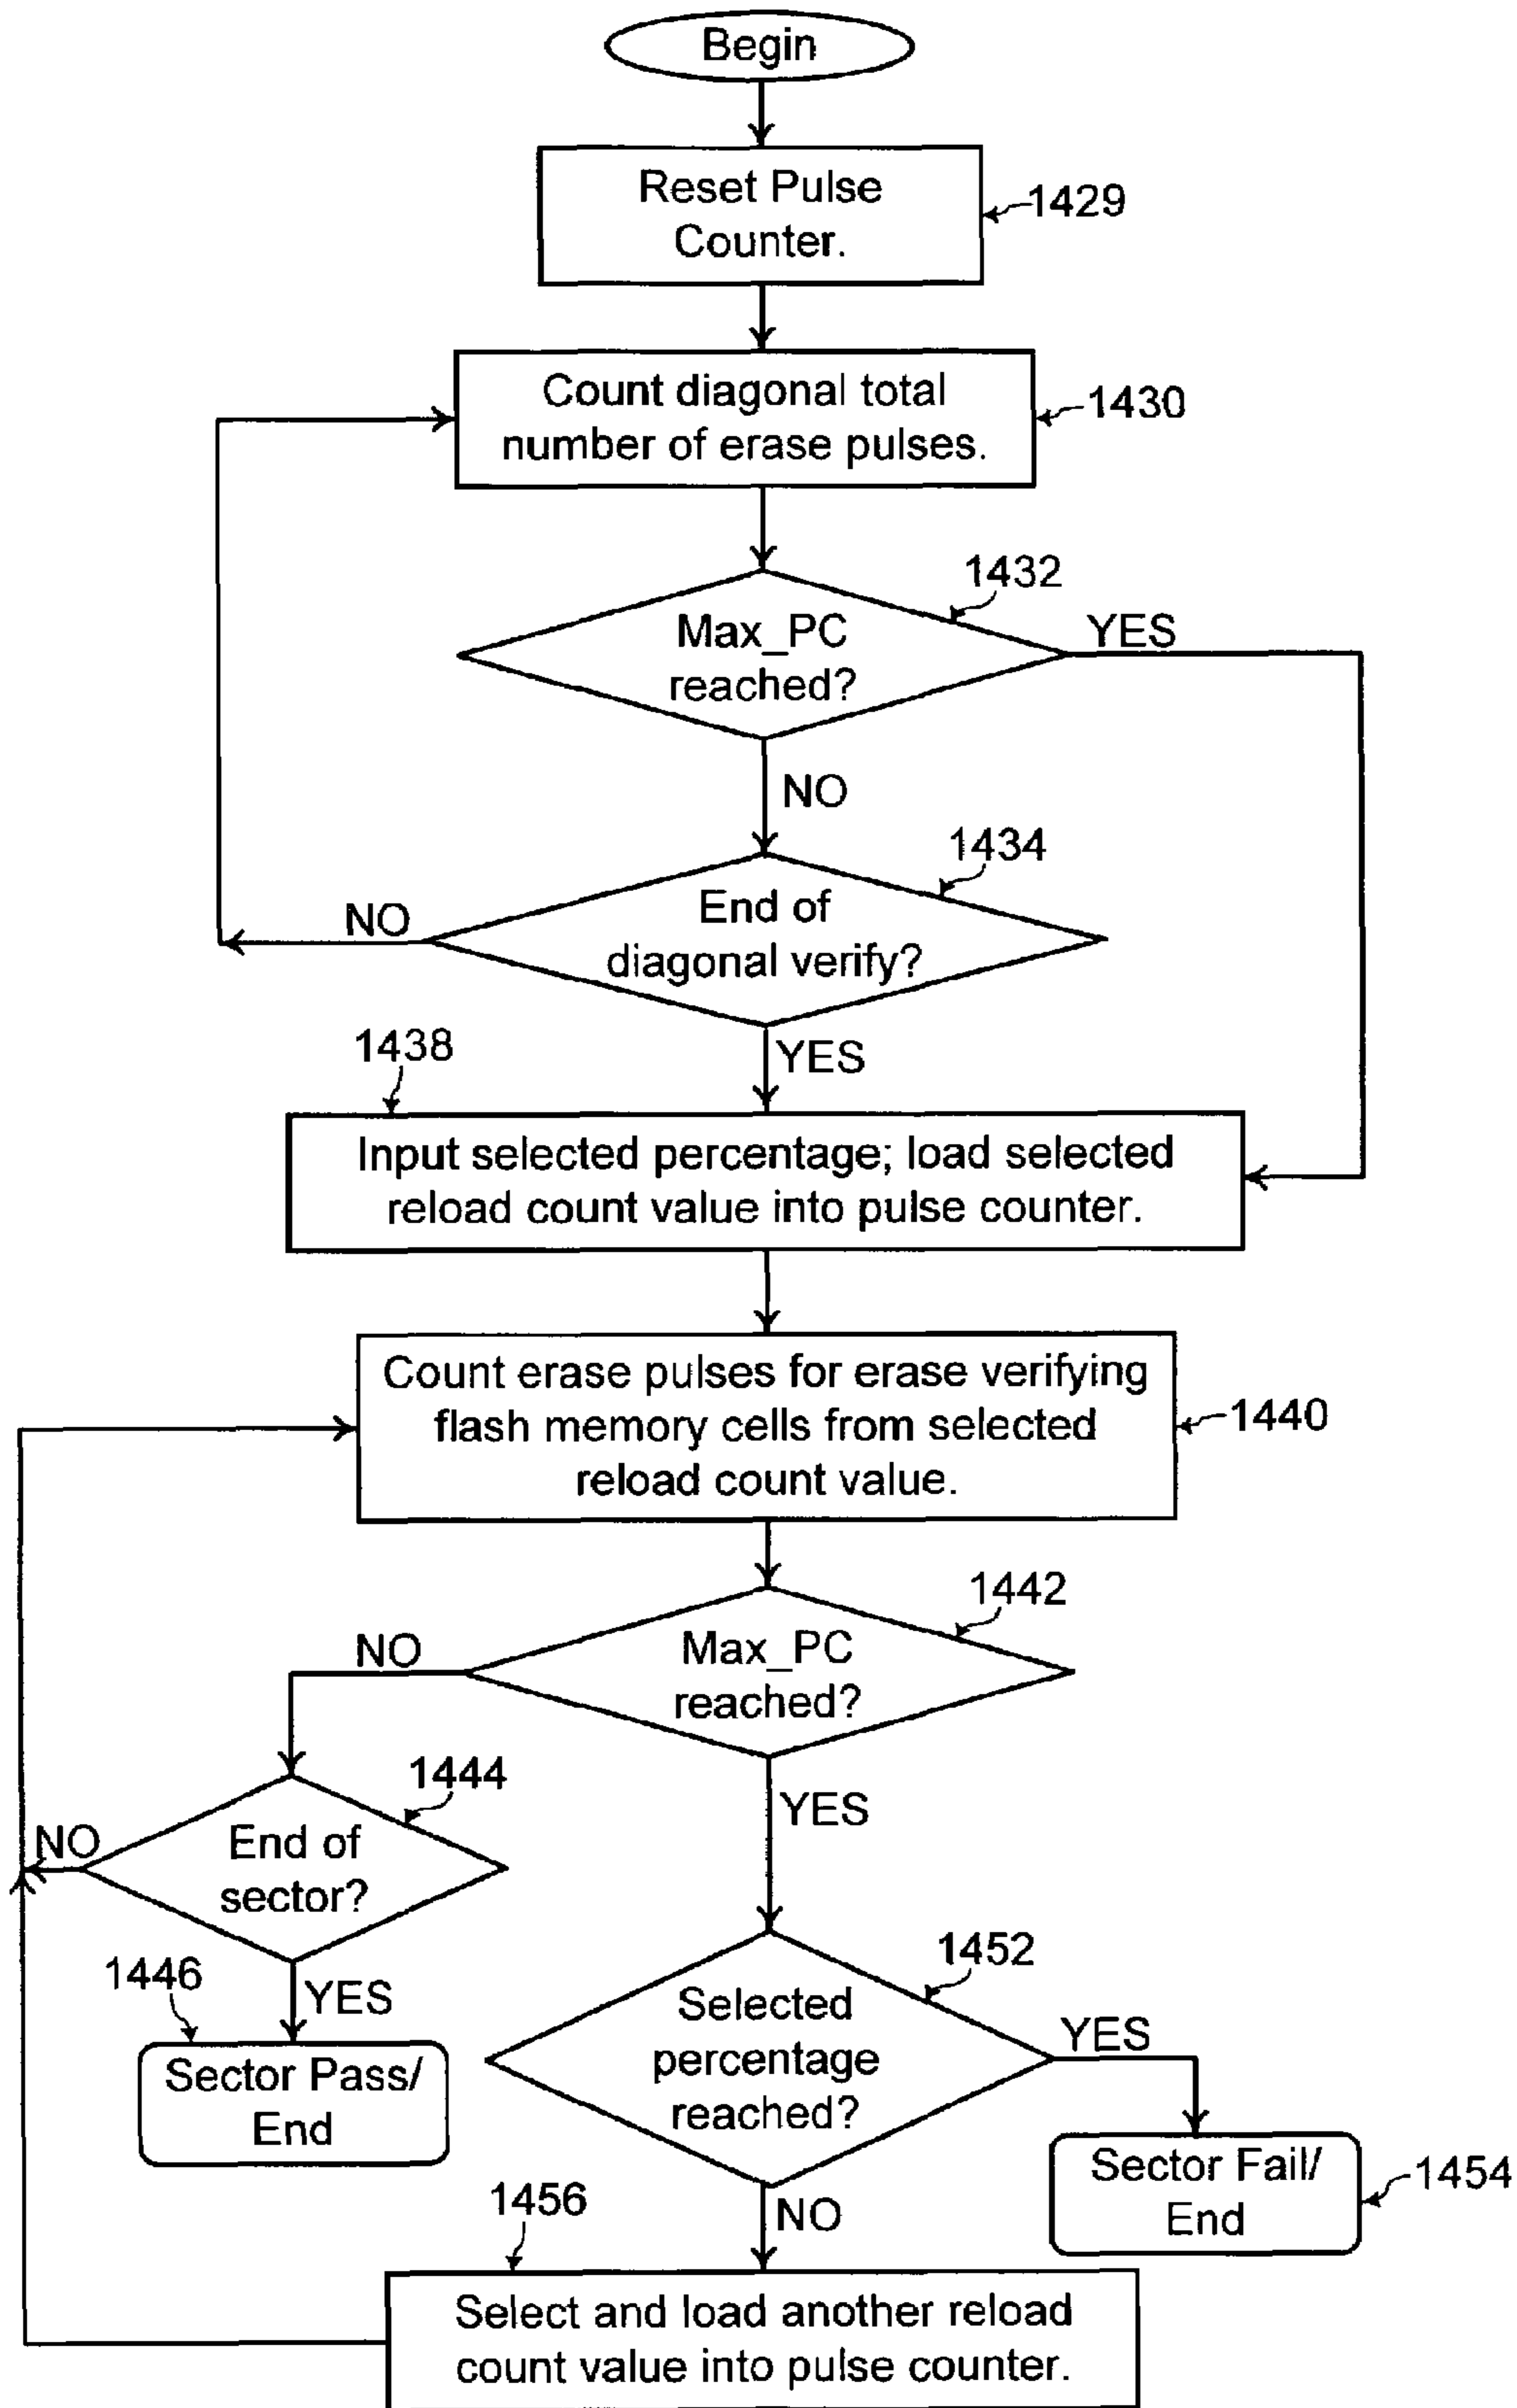 Begin
Reset Pulse
Counter.
1429
Count diagonal total
number of erase pulses.
1430
1432
Max_PC
reached?
YES
NO
1434
End of
diagonal verify?
NO
YES
1438
Input selected percentage; load selected
reload count value into pulse counter.
Count erase pulses for erase verifying
flash memory cells from selected
reload count value.
1440
1442
Max_PC
reached?
NO
YES
1444
End of
sector?
NO
YES
1446
Sector Pass/
End
1452
Selected
percentage
reached?
YES
NO
Sector Fail/
End
1454
1456
Select and load another reload
count value into pulse counter.